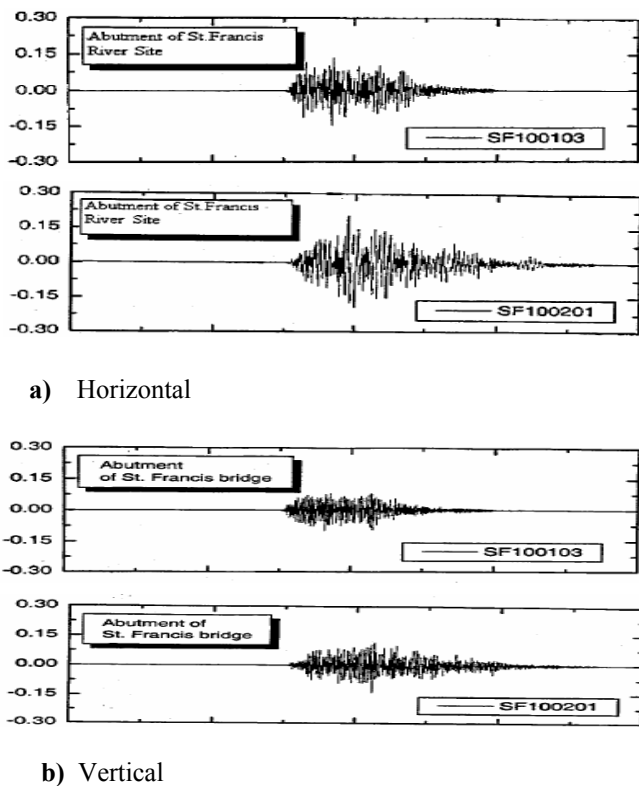 0.30
Abutment of St.Francis
River Site
0.15
0.00
-0.15
SF100103
-0.30
0.30
Abutment of St.Francis
River Site
0.15
0.00
-0.15
SF100201
-0.30
a) Horizontal
0.30
Abutment
of St. Francis bridge
0.15
0.00
-0.15
SF100103
-0.30
0.30
Abutment of
St. Francis bridge
0.15
0.00
-0.15
SF100201
-0.30
b) Vertical